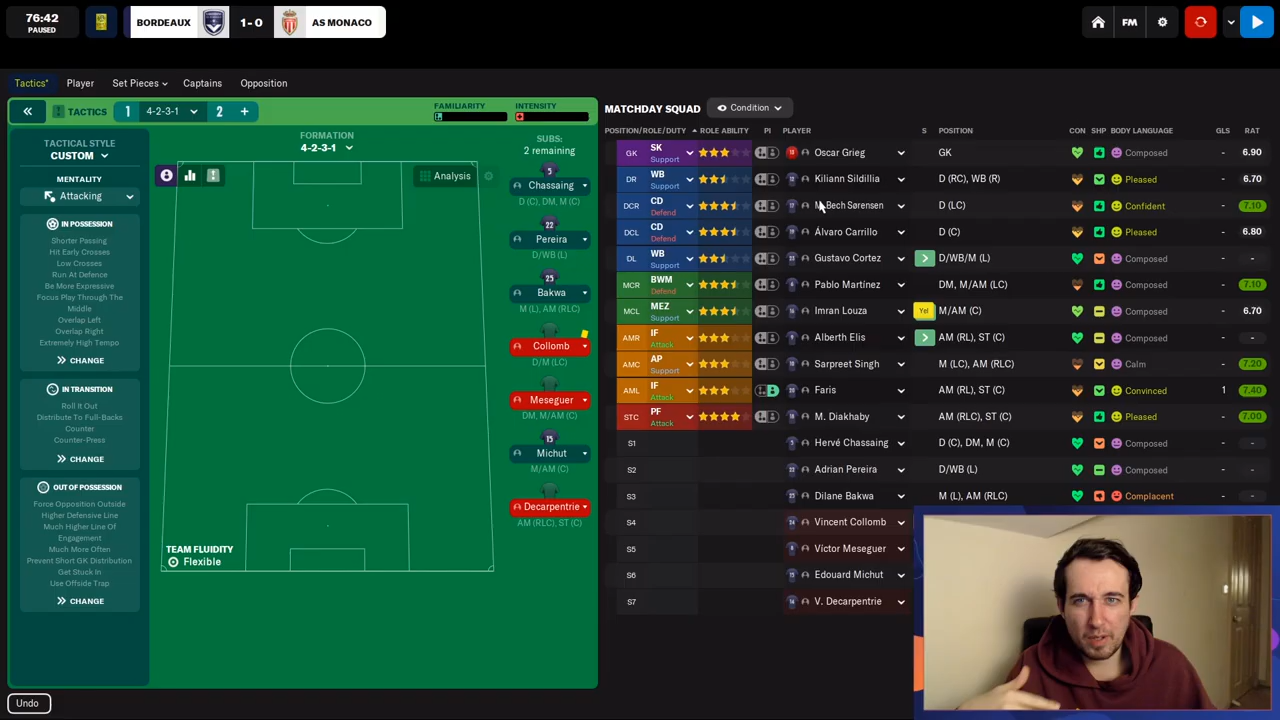 76:42
PAUSED
BORDEAUX
1 - 0
AS MONACO
FM
Tactics*
Player
Set Pieces
Captains
Opposition
TACTICS
1
4-2-3-1
2
+
FAMILIARITY
INTENSITY
TACTICAL STYLE
CUSTOM
MENTALITY
Attacking
IN POSSESSION
Shorter Passing
Hit Early Crosses
Low Crosses
Run At Defence
Be More Expressive
Focus Play Through The
Middle
Overlap Left
Overlap Right
Extremely High Tempo
CHANGE
IN TRANSITION
Roll It Out
Distribute To Full-Backs
Counter
Counter-Press
CHANGE
OUT OF POSSESSION
Force Opposition Outside
Higher Defensive Line
Much Higher Line Of
Engagement
Much More Often
Prevent Short GK Distribution
Get Stuck In
Use Offside Trap
CHANGE
Undo
FORMATION
4-2-3-1
Analysis
TEAM FLUIDITY
Flexible
SUBS:
2 remaining
5
Chassaing
D (C), DM, M (C)
22
Pereira
D/WB (L)
25
Bakwa
M (L), AM (RLC)
Collomb
D/M (LC)
Meseguer
DM, M/AM (C)
15
Michut
M/AM (C)
Decarpentrie
AM (RLC), ST (C)
MATCHDAY SQUAD
Condition
POSITION/ROLE/DUTY ROLE ABILITY PI PLAYER S POSITION CON SHP BODY LANGUAGE GLS RAT
GK SK Support Oscar Grieg GK Composed - 6.90
DR WB Support Kiliann Sildillia D (RC), WB (R) Pleased - 6.70
DCR CD Defend M. Bech Sørensen D (LC) Confident - 7.10
DCL CD Defend Álvaro Carrillo D (C) Pleased - 6.80
DL WB Support Gustavo Cortez D/WB/M (L) Composed - -
MCR BWM Defend Pablo Martínez DM, M/AM (LC) Composed - 7.10
MCL MEZ Support Imran Louza Yel M/AM (C) Composed - 6.70
AMR IF Attack Alberth Elis AM (RL), ST (C) Composed - -
AMC AP Support Sarpreet Singh M (LC), AM (RLC) Calm - 7.20
AML IF Attack Faris AM (RL), ST (C) Convinced 1 7.40
STC PF Attack M. Diakhaby AM (RLC), ST (C) Pleased - 7.00
S1 Hervé Chassaing D (C), DM, M (C) Composed - -
S2 Adrian Pereira D/WB (L) Composed - -
S3 Dilane Bakwa M (L), AM (RLC) Complacent - -
S4 Vincent Collomb
S5 Víctor Meseguer
S6 Edouard Michut
S7 V. Decarpentrie